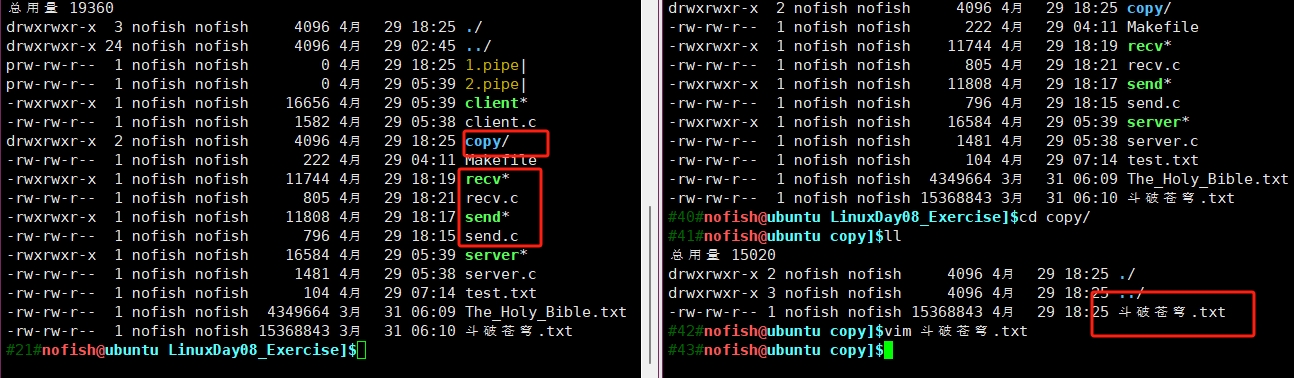 总用量 19360
drwxrwxr-x  3 nofish nofish     4096 4月  29 18:25 ./
drwxrwxr-x 24 nofish nofish     4096 4月  29 02:45 ../
prw-rw-r--  1 nofish nofish        0 4月  29 18:25 1.pipe|
prw-rw-r--  1 nofish nofish        0 4月  29 05:39 2.pipe|
-rwxrwxr-x  1 nofish nofish    16656 4月  29 05:39 client*
-rw-rw-r--  1 nofish nofish     1582 4月  29 05:38 client.c
drwxrwxr-x  2 nofish nofish     4096 4月  29 18:25 copy/
-rw-rw-r--  1 nofish nofish      222 4月  29 04:11 Makefile
-rwxrwxr-x  1 nofish nofish    11744 4月  29 18:19 recv*
-rw-rw-r--  1 nofish nofish      805 4月  29 18:21 recv.c
-rwxrwxr-x  1 nofish nofish    11808 4月  29 18:17 send*
-rw-rw-r--  1 nofish nofish      796 4月  29 18:15 send.c
-rwxrwxr-x  1 nofish nofish    16584 4月  29 05:39 server*
-rw-rw-r--  1 nofish nofish     1481 4月  29 05:38 server.c
-rw-rw-r--  1 nofish nofish      104 4月  29 07:14 test.txt
-rw-rw-r--  1 nofish nofish  4349664 3月  31 06:09 The_Holy_Bible.txt
-rw-rw-r--  1 nofish nofish 15368843 3月  31 06:10 斗破苍穹.txt
#21#nofish@ubuntu LinuxDay08_Exercise]$
drwxrwxr-x  2 nofish nofish     4096 4月  29 18:25 copy/
-rw-rw-r--  1 nofish nofish      222 4月  29 04:11 Makefile
-rwxrwxr-x  1 nofish nofish    11744 4月  29 18:19 recv*
-rw-rw-r--  1 nofish nofish      805 4月  29 18:21 recv.c
-rwxrwxr-x  1 nofish nofish    11808 4月  29 18:17 send*
-rw-rw-r--  1 nofish nofish      796 4月  29 18:15 send.c
-rwxrwxr-x  1 nofish nofish    16584 4月  29 05:39 server*
-rw-rw-r--  1 nofish nofish     1481 4月  29 05:38 server.c
-rw-rw-r--  1 nofish nofish      104 4月  29 07:14 test.txt
-rw-rw-r--  1 nofish nofish  4349664 3月  31 06:09 The_Holy_Bible.txt
-rw-rw-r--  1 nofish nofish 15368843 3月  31 06:10 斗破苍穹.txt
#40#nofish@ubuntu LinuxDay08_Exercise]$cd copy/
#41#nofish@ubuntu copy]$ll
总用量 15020
drwxrwxr-x 2 nofish nofish     4096 4月  29 18:25 ./
drwxrwxr-x 3 nofish nofish     4096 4月  29 18:25 ../
-rw-rw-r-- 1 nofish nofish 15368843 4月  29 18:25 斗破苍穹.txt
#42#nofish@ubuntu copy]$vim 斗破苍穹.txt
#43#nofish@ubuntu copy]$